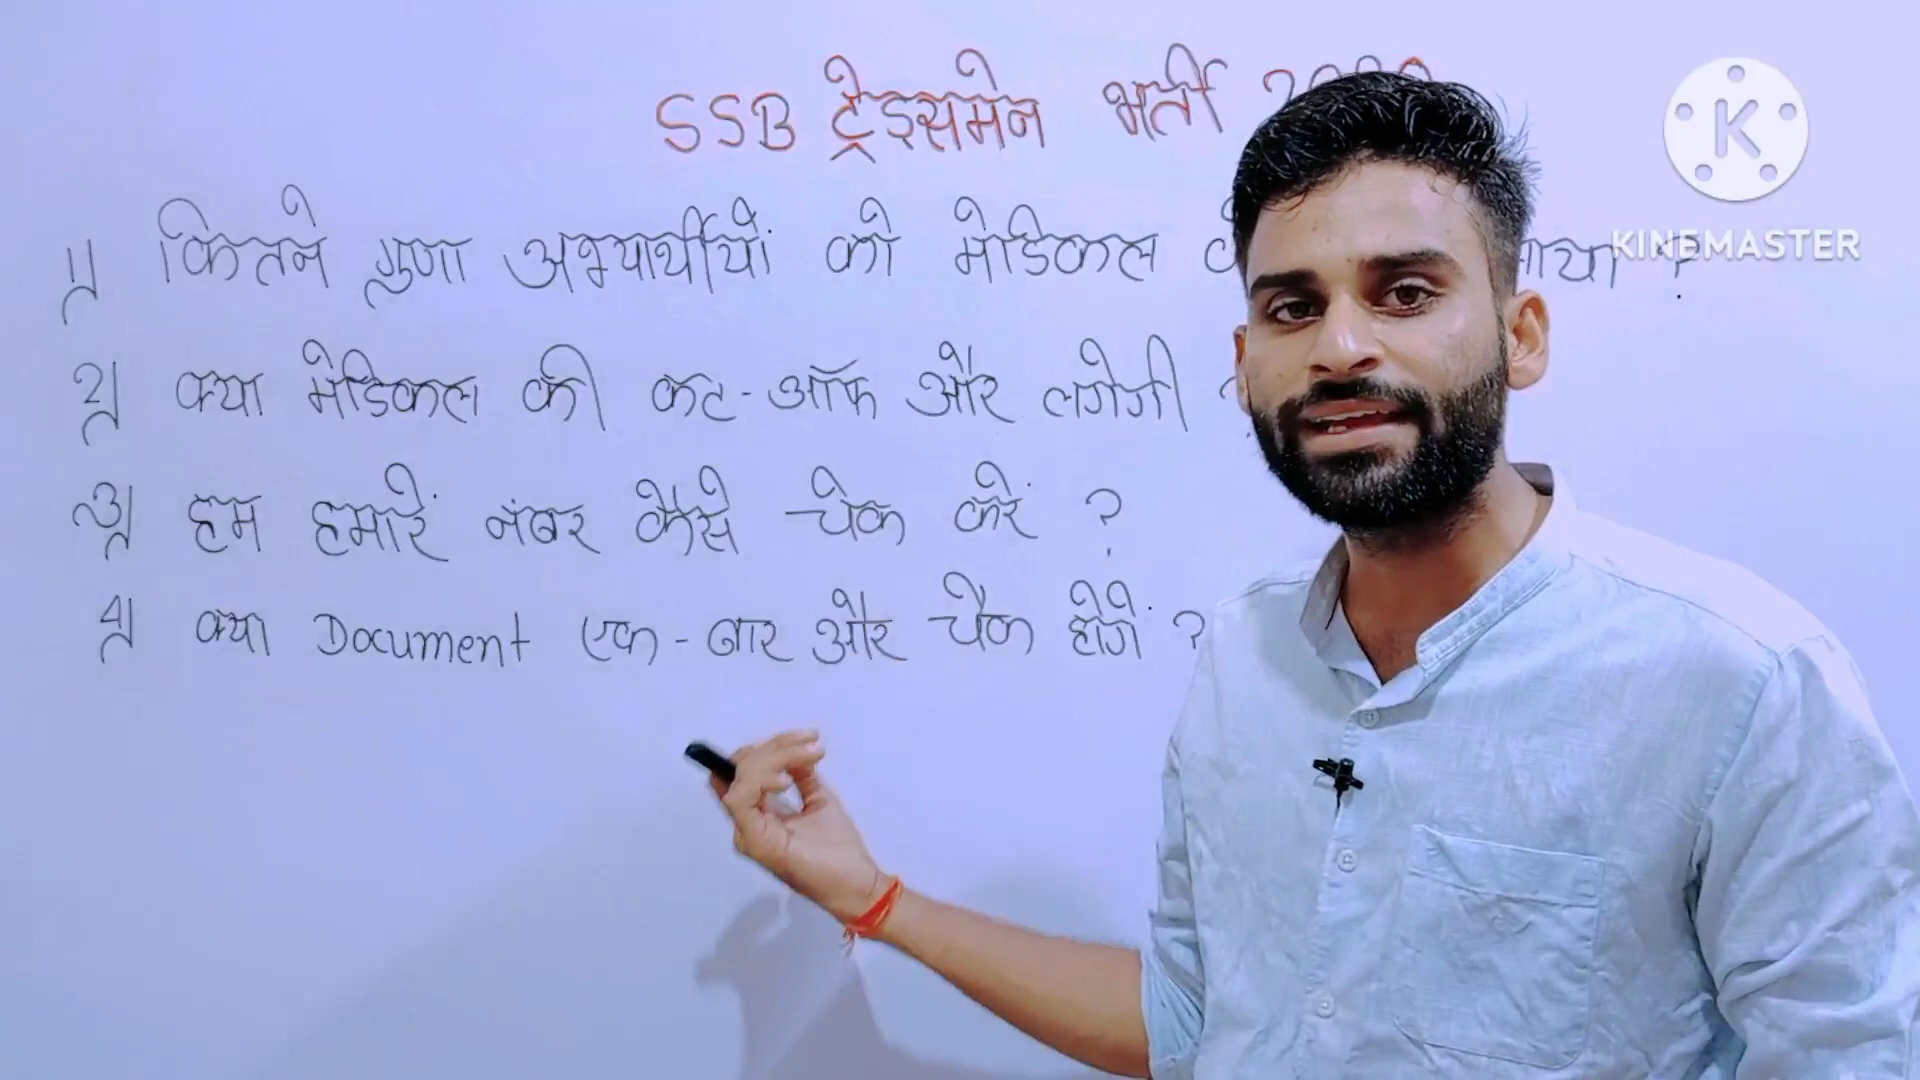 SSB ट्रेडसमेन भर्ती
1) कितने गुणा अभ्यार्थीयों को मेडिकल
2) क्या मेडिकल की कट-ऑफ और लगेगी ?
3) हम हमारें नंबर कैसे चेक करें ?
4) क्या Document एक-बार और चैक होगें ?
K
KINEMASTER